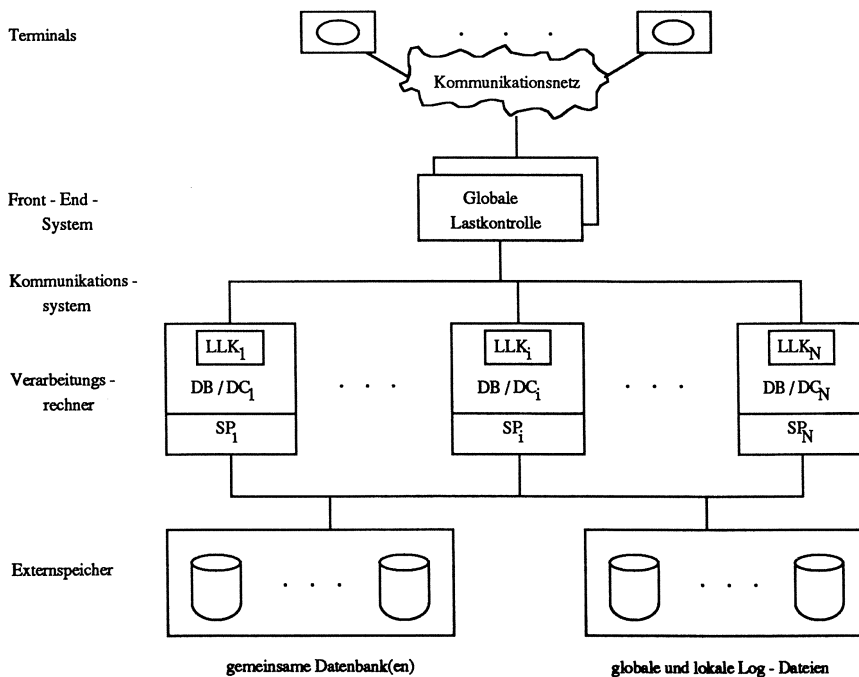 Terminals
. . .
Kommunikationsnetz
Front - End -
System
Globale
Lastkontrolle
Kommunikations -
system
Verarbeitungs -
rechner
LLK1
DB / DC1
SP1
. . .
LLKi
DB / DCi
SPi
. . .
LLKN
DB / DCN
SPN
Externspeicher
. . .
. . .
gemeinsame Datenbank(en)
globale und lokale Log - Dateien